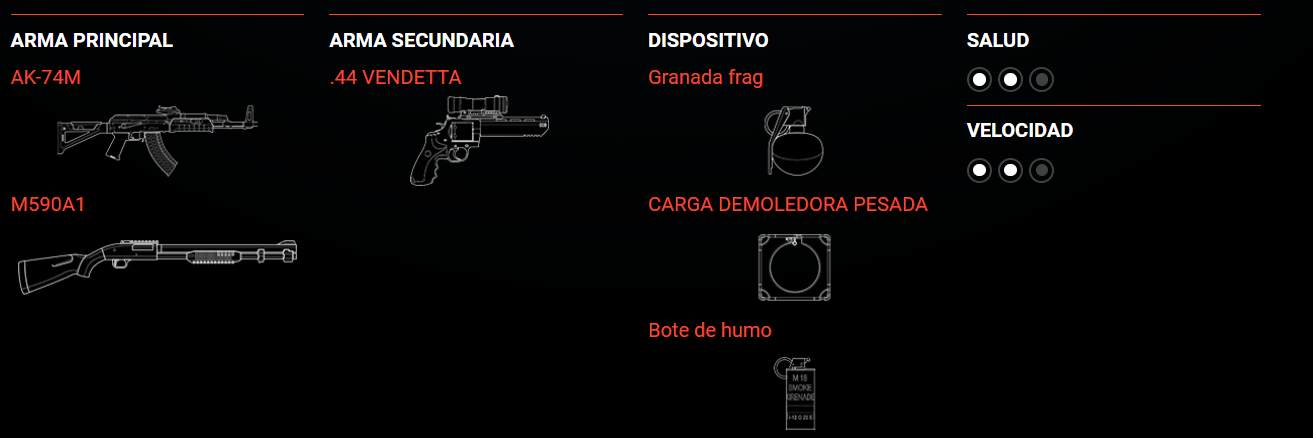 ARMA PRINCIPAL
AK-74M
M590A1
ARMA SECUNDARIA
.44 VENDETTA
DISPOSITIVO
Granada frag
CARGA DEMOLEDORA PESADA
Bote de humo
M 15
SMOKE
GRENADE
SALUD
VELOCIDAD